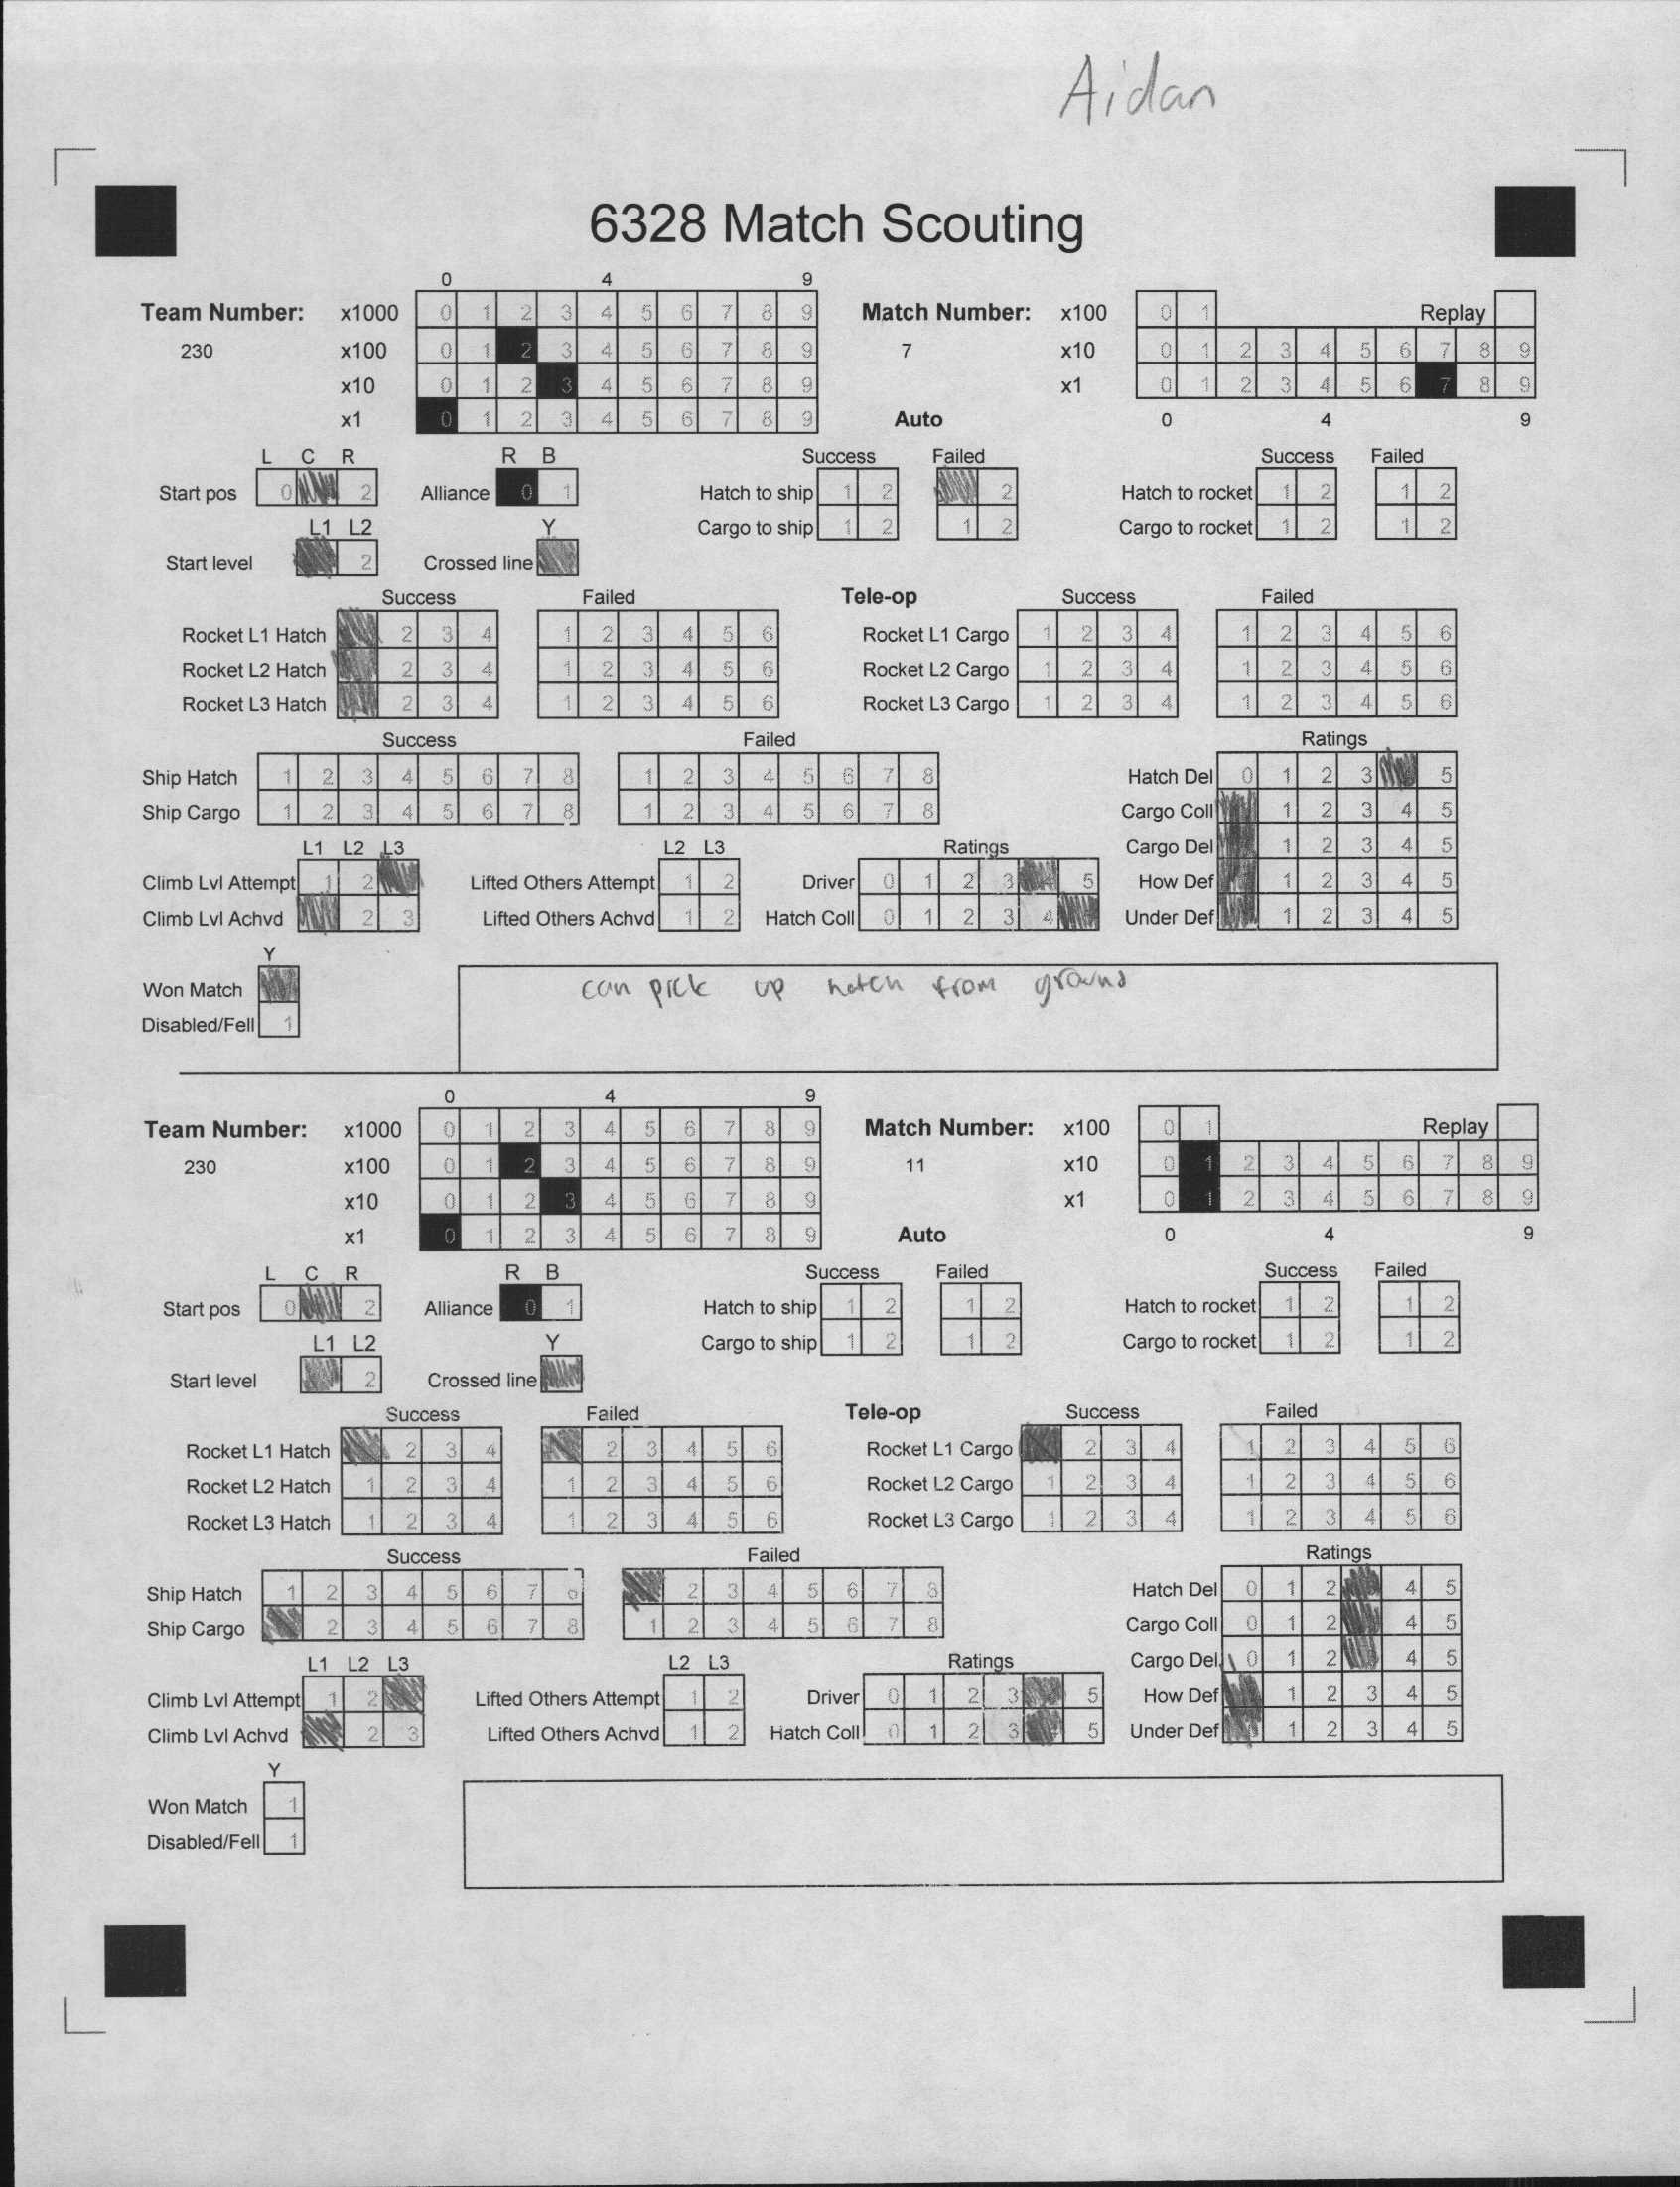 Aidan
6328 Match Scouting
0 4 9
Team Number: x1000 0 1 2 3 4 5 6 7 8 9 Match Number: x100 0 1 Replay
230 x100 0 1 2 3 4 5 6 7 8 9 7 x10 0 1 2 3 4 5 6 7 8 9
x10 0 1 2 3 4 5 6 7 8 9 x1 0 1 2 3 4 5 6 7 8 9
x1 0 1 2 3 4 5 6 7 8 9 Auto 0 4 9
L C R R B Success Failed Success Failed
Start pos 0 2 Alliance 0 1 Hatch to ship 1 2 2 Hatch to rocket 1 2 1 2
L1 L2 Y Cargo to ship 1 2 1 2 Cargo to rocket 1 2 1 2
Start level 2 Crossed line
Success Failed Tele-op Success Failed
Rocket L1 Hatch 2 3 4 1 2 3 4 5 6 Rocket L1 Cargo 1 2 3 4 1 2 3 4 5 6
Rocket L2 Hatch 2 3 4 1 2 3 4 5 6 Rocket L2 Cargo 1 2 3 4 1 2 3 4 5 6
Rocket L3 Hatch 2 3 4 1 2 3 4 5 6 Rocket L3 Cargo 1 2 3 4 1 2 3 4 5 6
Success Failed Ratings
Ship Hatch 1 2 3 4 5 6 7 8 1 2 3 4 5 6 7 8 Hatch Del 0 1 2 3 5
Ship Cargo 1 2 3 4 5 6 7 8 1 2 3 4 5 6 7 8 Cargo Coll 1 2 3 4 5
L1 L2 L3 L2 L3 Ratings Cargo Del 1 2 3 4 5
Climb Lvl Attempt 1 2 Lifted Others Attempt 1 2 Driver 0 1 2 3 5 How Def 1 2 3 4 5
Climb Lvl Achvd 2 3 Lifted Others Achvd 1 2 Hatch Coll 0 1 2 3 4 Under Def 1 2 3 4 5
Y
Won Match can pick up hatch from ground
Disabled/Fell 1
0 4 9
Team Number: x1000 0 1 2 3 4 5 6 7 8 9 Match Number: x100 0 1 Replay
230 x100 0 1 2 3 4 5 6 7 8 9 11 x10 0 1 2 3 4 5 6 7 8 9
x10 0 1 2 3 4 5 6 7 8 9 x1 0 1 2 3 4 5 6 7 8 9
x1 0 1 2 3 4 5 6 7 8 9 Auto 0 4 9
L C R R B Success Failed Success Failed
Start pos 0 2 Alliance 0 1 Hatch to ship 1 2 1 2 Hatch to rocket 1 2 1 2
L1 L2 Y Cargo to ship 1 2 1 2 Cargo to rocket 1 2 1 2
Start level 2 Crossed line
Success Failed Tele-op Success Failed
Rocket L1 Hatch 2 3 4 2 3 4 5 6 Rocket L1 Cargo 2 3 4 1 2 3 4 5 6
Rocket L2 Hatch 1 2 3 4 1 2 3 4 5 6 Rocket L2 Cargo 1 2 3 4 1 2 3 4 5 6
Rocket L3 Hatch 1 2 3 4 1 2 3 4 5 6 Rocket L3 Cargo 1 2 3 4 1 2 3 4 5 6
Success Failed Ratings
Ship Hatch 1 2 3 4 5 6 7 8 2 3 4 5 6 7 8 Hatch Del 0 1 2 4 5
Ship Cargo 2 3 4 5 6 7 8 1 2 3 4 5 6 7 8 Cargo Coll 0 1 2 4 5
L1 L2 L3 L2 L3 Ratings Cargo Del 0 1 2 4 5
Climb Lvl Attempt 1 2 Lifted Others Attempt 1 2 Driver 0 1 2 3 5 How Def 1 2 3 4 5
Climb Lvl Achvd 2 3 Lifted Others Achvd 1 2 Hatch Coll 0 1 2 3 5 Under Def 1 2 3 4 5
Y
Won Match 1
Disabled/Fell 1